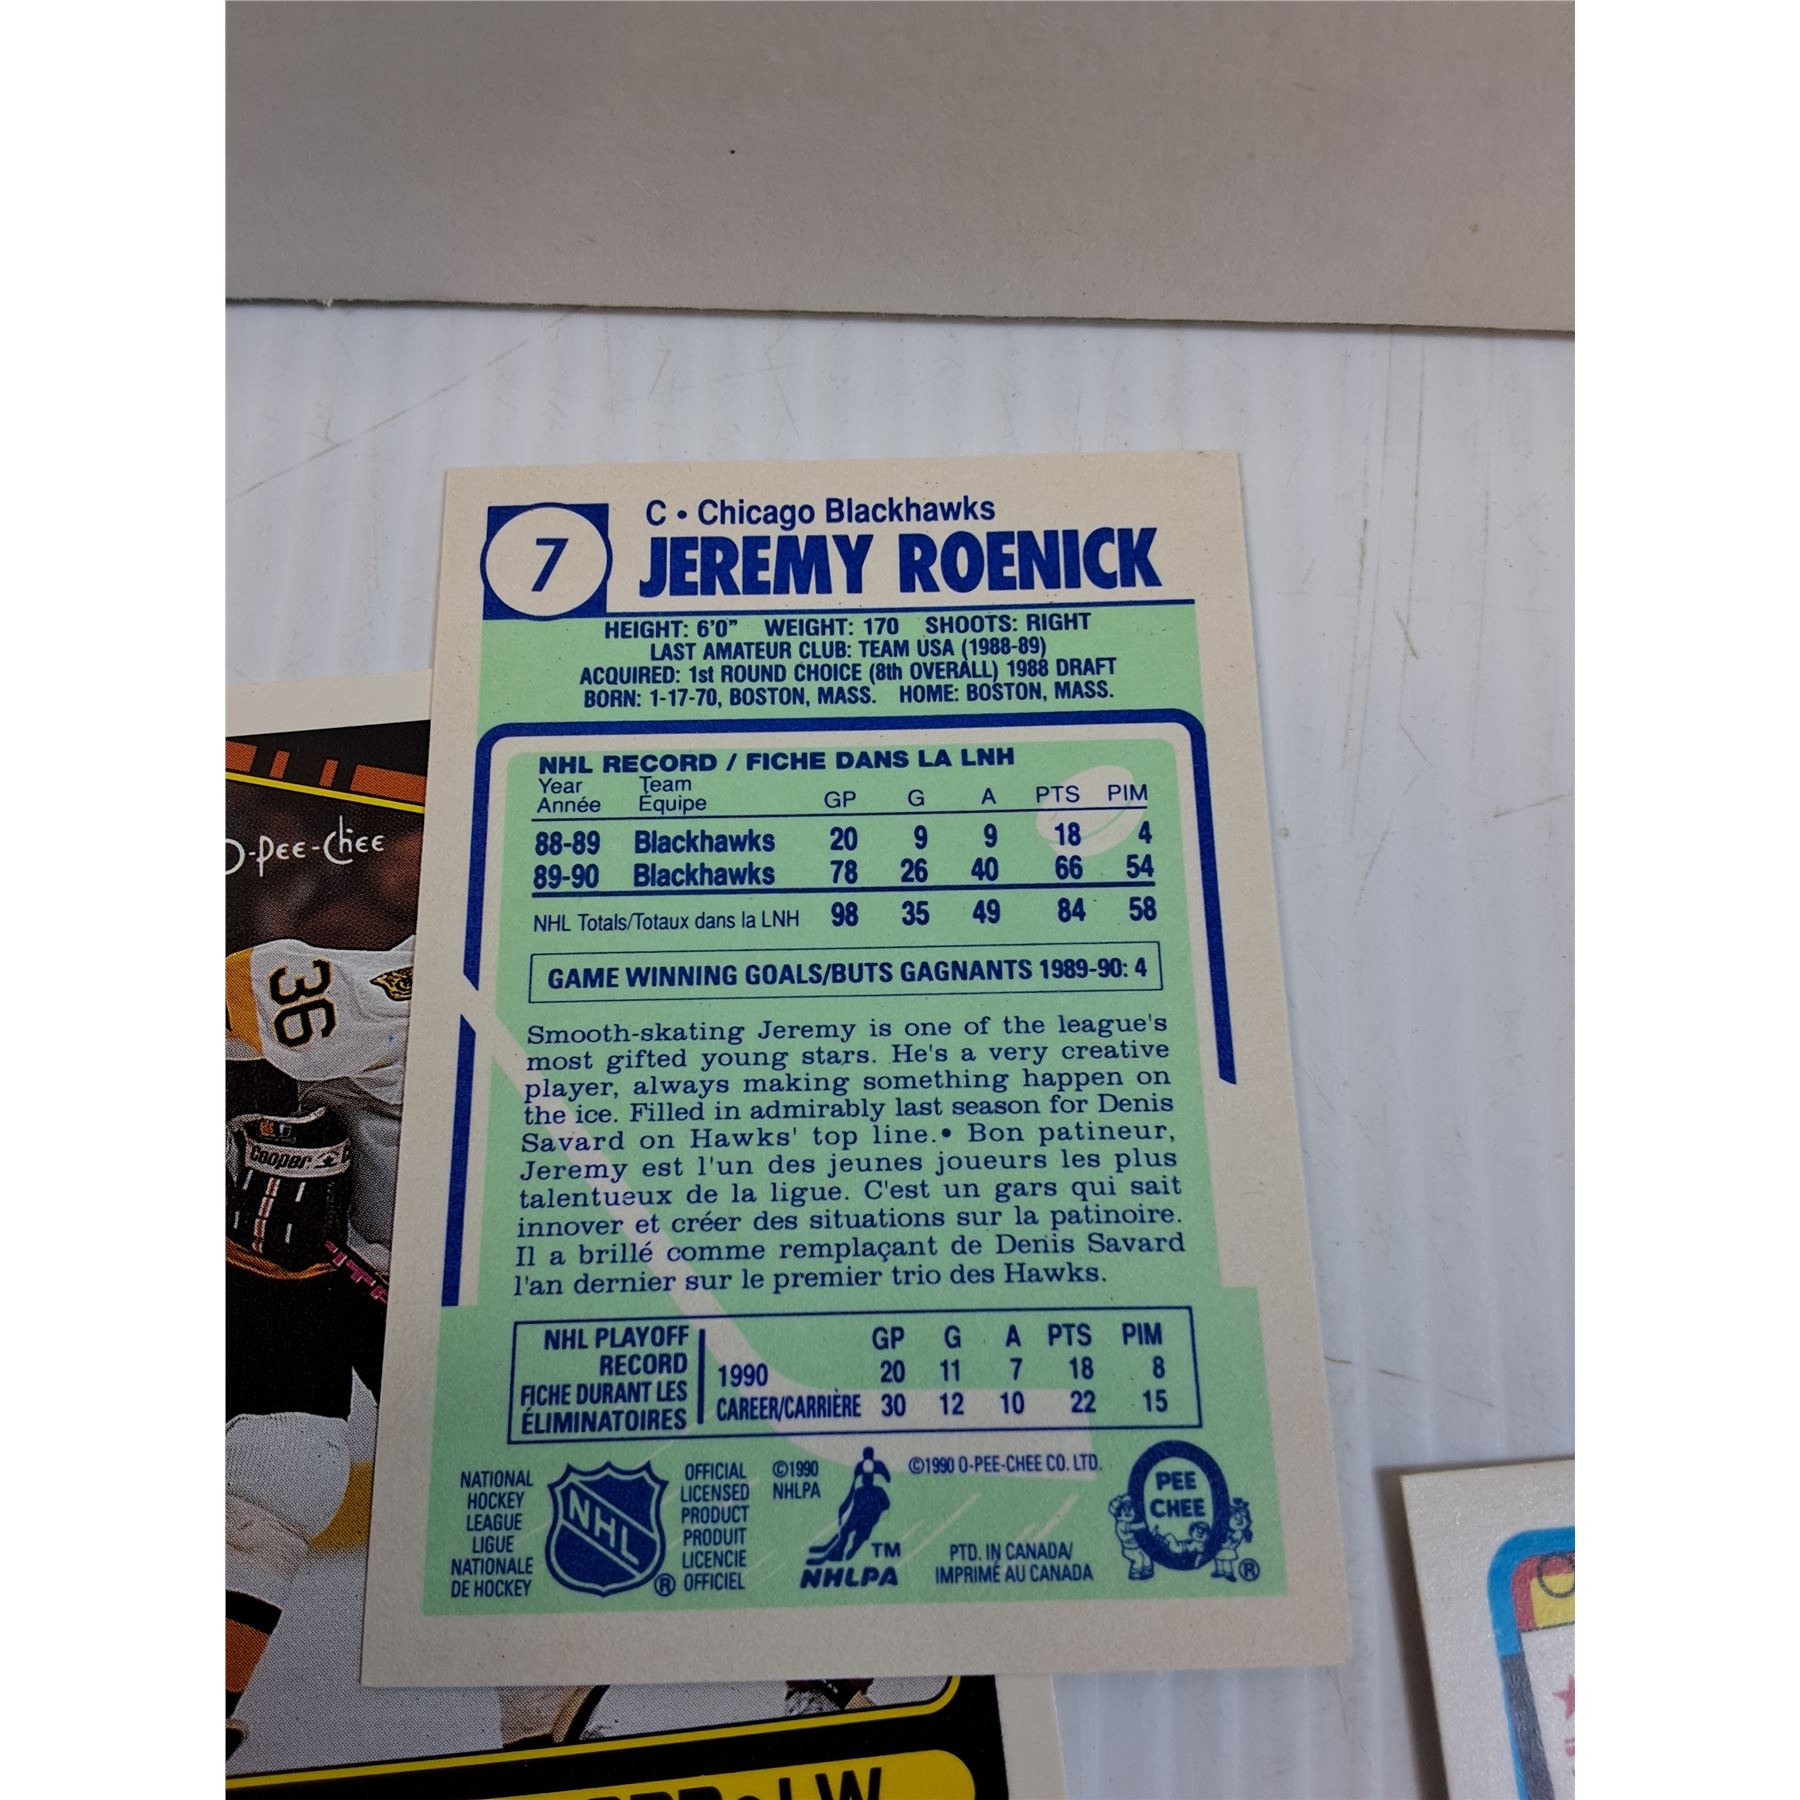 7
C • Chicago Blackhawks
JEREMY ROENICK
HEIGHT: 6'0" WEIGHT: 170 SHOOTS: RIGHT
LAST AMATEUR CLUB: TEAM USA (1988-89)
ACQUIRED: 1st ROUND CHOICE (8th OVERALL) 1988 DRAFT
BORN: 1-17-70, BOSTON, MASS. HOME: BOSTON, MASS.
NHL RECORD / FICHE DANS LA LNH
Year Team
Année Équipe GP G A PTS PIM
88-89 Blackhawks 20 9 9 18 4
89-90 Blackhawks 78 26 40 66 54
NHL Totals/Totaux dans la LNH 98 35 49 84 58
GAME WINNING GOALS/BUTS GAGNANTS 1989-90: 4
Smooth-skating Jeremy is one of the league's
most gifted young stars. He's a very creative
player, always making something happen on
the ice. Filled in admirably last season for Denis
Savard on Hawks' top line.• Bon patineur,
Jeremy est l'un des jeunes joueurs les plus
talentueux de la ligue. C'est un gars qui sait
innover et créer des situations sur la patinoire.
Il a brillé comme remplaçant de Denis Savard
l'an dernier sur le premier trio des Hawks.
NHL PLAYOFF
RECORD
FICHE DURANT LES
ÉLIMINATOIRES
GP G A PTS PIM
1990 20 11 7 18 8
CAREER/CARRIÈRE 30 12 10 22 15
NATIONAL
HOCKEY
LEAGUE
LIGUE
NATIONALE
DE HOCKEY
NHL
®
OFFICIAL
LICENSED
PRODUCT
PRODUIT
LICENCIE
OFFICIEL
©1990
NHLPA
TM
NHLPA
©1990 O-PEE-CHEE CO. LTD.
PTD. IN CANADA/
IMPRIMÉ AU CANADA
PEE
CHEE
®
O-Pee-Chee
36
Cooper
LW